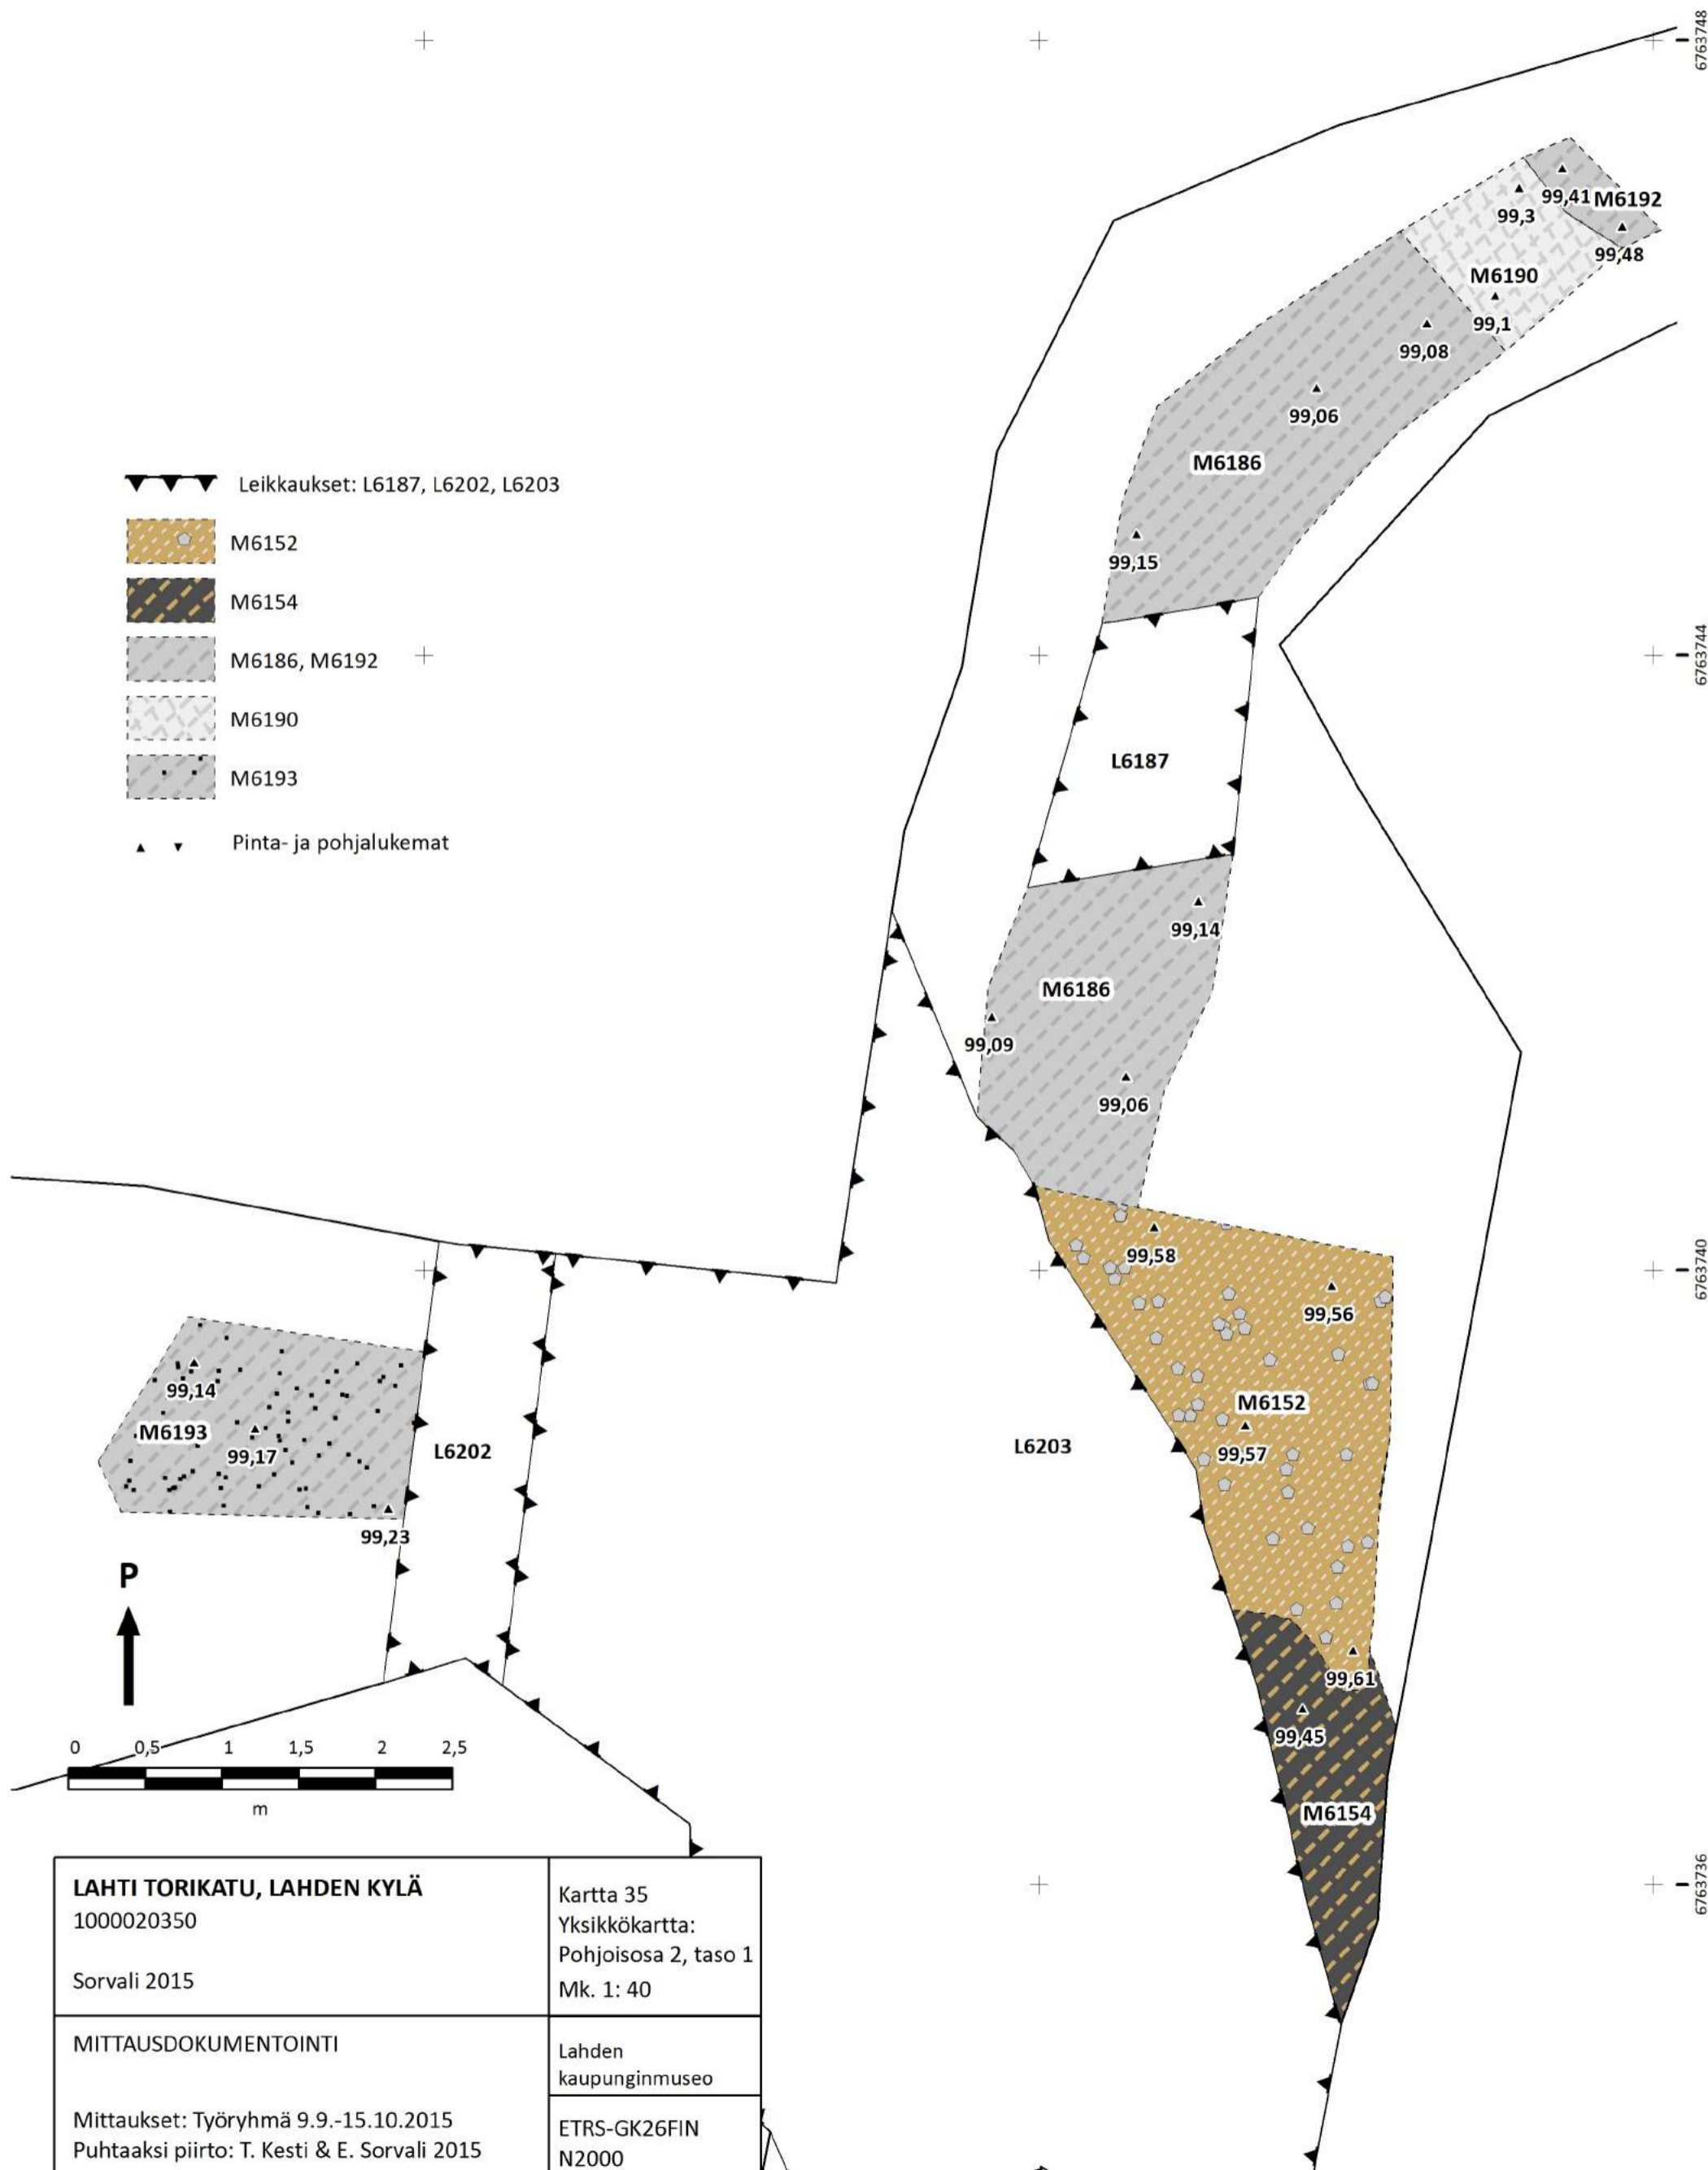 6763748
99,41
M6192
99,3
99,48
M6190
99,1
99,08
99,06
M6186
99,15
Leikkaukset: L6187, L6202, L6203
M6152
M6154
M6186, M6192
M6190
M6193
Pinta- ja pohjalukemat
6763744
L6187
99,14
M6186
99,09
99,06
6763740
99,58
99,56
M6152
99,57
L6203
99,14
M6193
99,17
L6202
99,23
99,61
99,45
M6154
P
0 0,5 1 1,5 2 2,5
m
6763736
LAHTI TORIKATU, LAHDEN KYLÄ
1000020350
Sorvali 2015
Kartta 35
Yksikkökartta:
Pohjoisosa 2, taso 1
Mk. 1: 40
MITTAUSDOKUMENTOINTI
Mittaukset: Työryhmä 9.9.-15.10.2015
Puhtaaksi piirto: T. Kesti & E. Sorvali 2015
Lahden
kaupunginmuseo
ETRS-GK26FIN
N2000